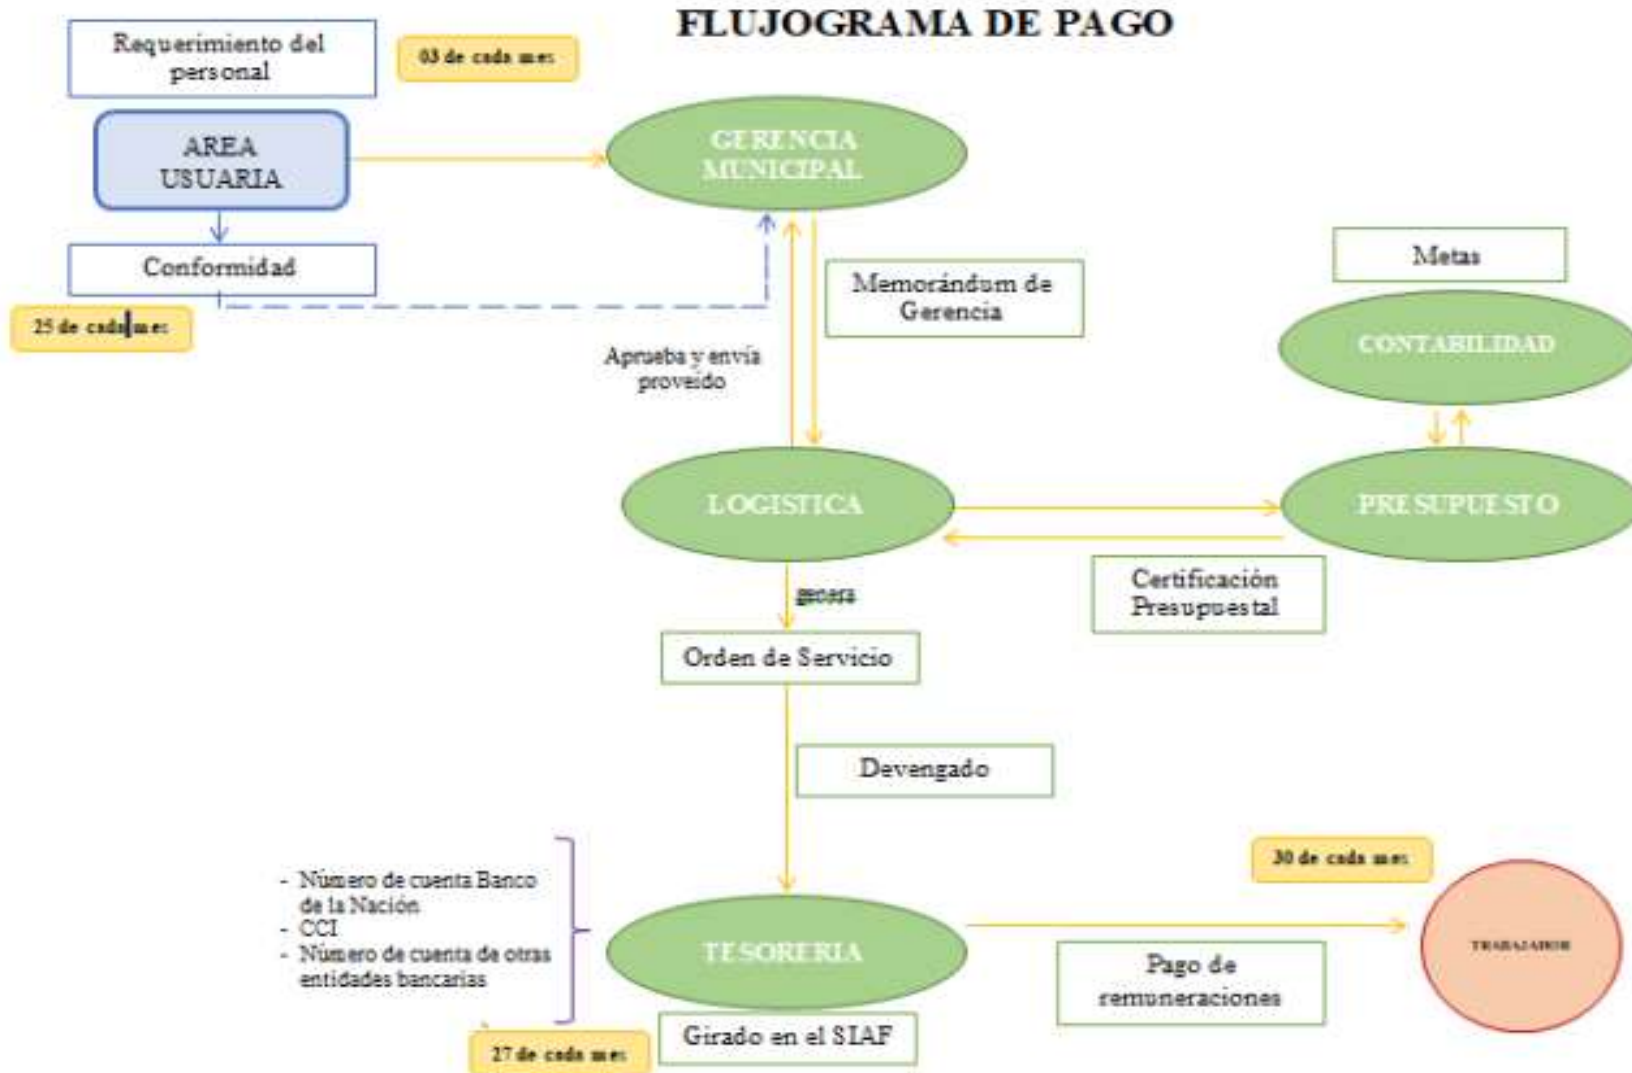 FLUJOGRAMA DE PAGO
Requerimiento del
personal
03 de cada mes
AREA
USUARIA
GERENCIA
MUNICIPAL
Conformidad
25 de cada mes
Memorándum de
Gerencia
Metas
CONTABILIDAD
Aprueba y envía
proveido
LOGISTICA
PRESUPUESTO
Certificación
Presupuestal
genera
Orden de Servicio
Devengado
30 de cada mes
- Número de cuenta Banco
de la Nación
- CCI
- Número de cuenta de otras
entidades bancarias
TESORERIA
TRABAJADOR
Pago de
remuneraciones
Girado en el SIAF
27 de cada mes